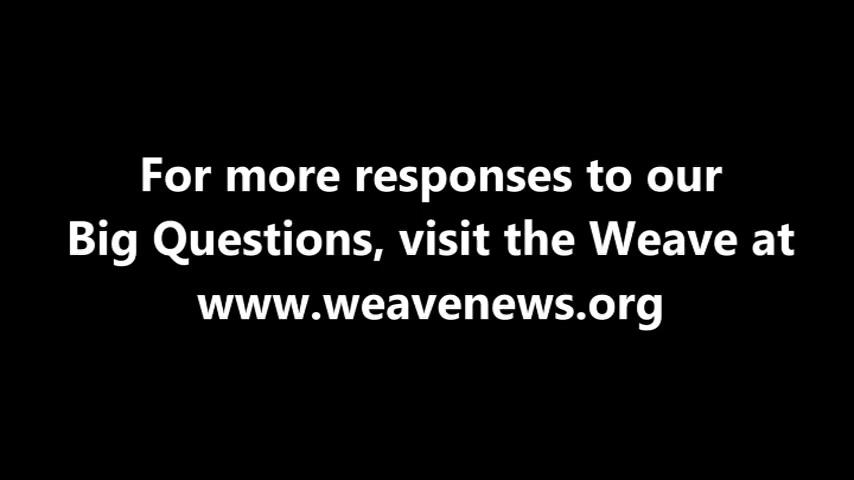 For more responses to our
Big Questions, visit the Weave at
www.weavenews.org